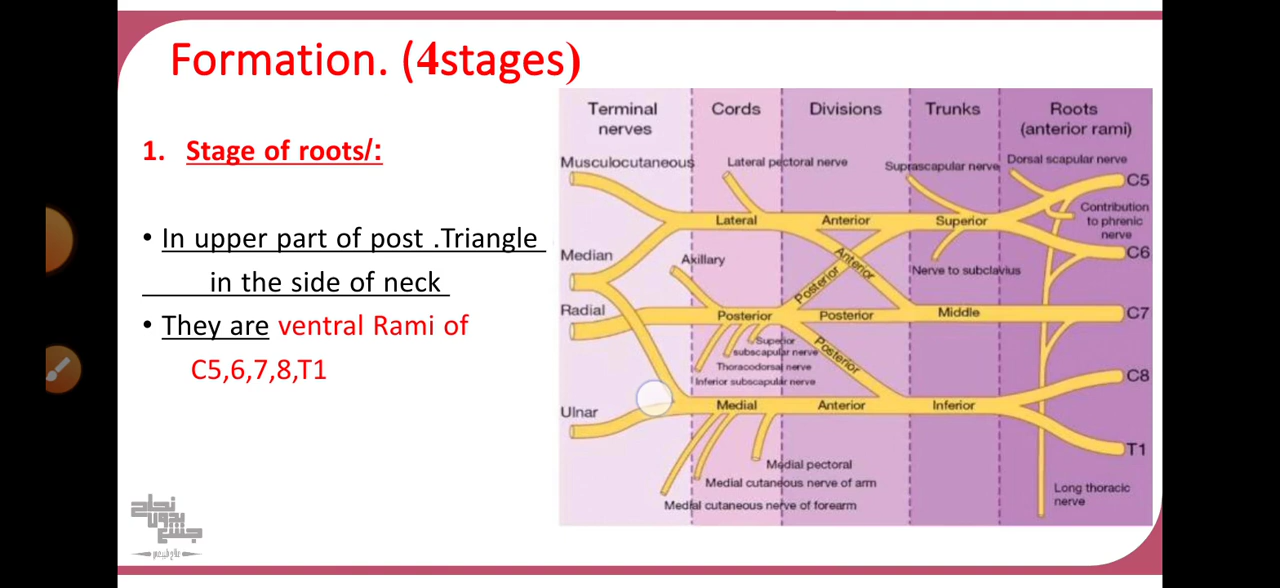 Formation. (4stages)
1. Stage of roots/:
• In upper part of post .Triangle
in the side of neck
• They are ventral Rami of
C5,6,7,8,T1
Terminal
nerves
Cords
Divisions
Trunks
Roots
(anterior rami)
Musculocutaneous
Lateral pectoral nerve
Suprascapular nerve
Dorsal scapular nerve
C5
Contribution
to phrenic
nerve
Lateral
Anterior
Superior
C6
Median
Axillary
Posterior
Anterior
Nerve to subclavius
Radial
Posterior
Posterior
Middle
C7
Superior
subscapular nerve
Thoracodorsal nerve
Inferior subscapular nerve
Posterior
C8
Ulnar
Medial
Anterior
Inferior
T1
Medial pectoral
Medial cutaneous nerve of arm
Medial cutaneous nerve of forearm
Long thoracic
nerve
نجاح
بدون